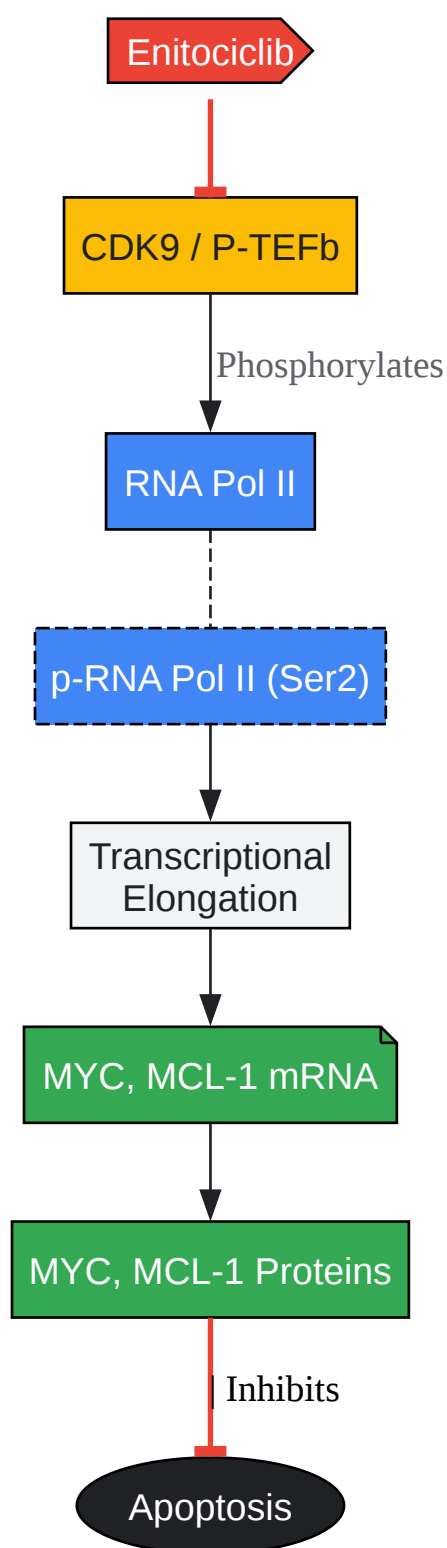 Enitociclib
CDK9 / P-TEFb
Phosphorylates
RNA Pol II
p-RNA Pol II (Ser2)
Transcriptional
Elongation
MYC, MCL-1 mRNA
MYC, MCL-1 Proteins
| Inhibits
Apoptosis